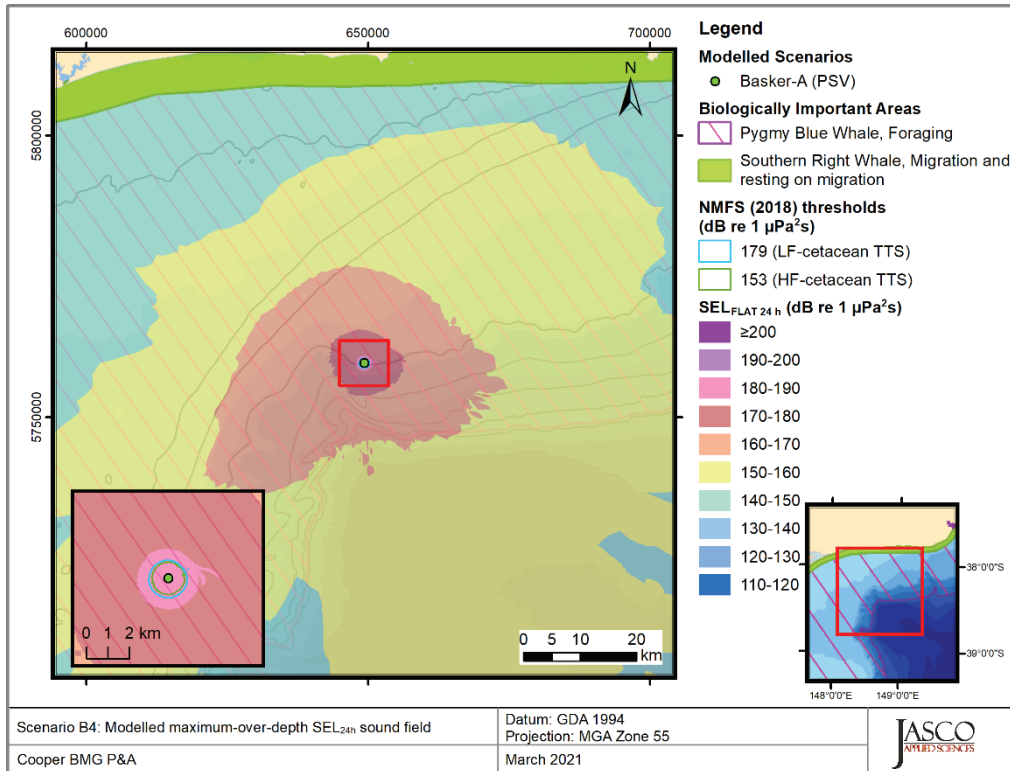 600000
650000
700000
5800000
5750000
N
0 1 2 km
0 5 10 20
km
Legend
Modelled Scenarios
Basker-A (PSV)
Biologically Important Areas
Pygmy Blue Whale, Foraging
Southern Right Whale, Migration and
resting on migration
NMFS (2018) thresholds
(dB re 1 µPa²s)
179 (LF-cetacean TTS)
153 (HF-cetacean TTS)
SELFLAT 24 h (dB re 1 µPa²s)
≥200
190-200
180-190
170-180
160-170
150-160
140-150
130-140
120-130
110-120
38°0'0"S
39°0'0"S
148°0'0"E
149°0'0"E
Scenario B4: Modelled maximum-over-depth SEL24h sound field
Cooper BMG P&A
Datum: GDA 1994
Projection: MGA Zone 55
March 2021
JASCO
APPLIED SCIENCES